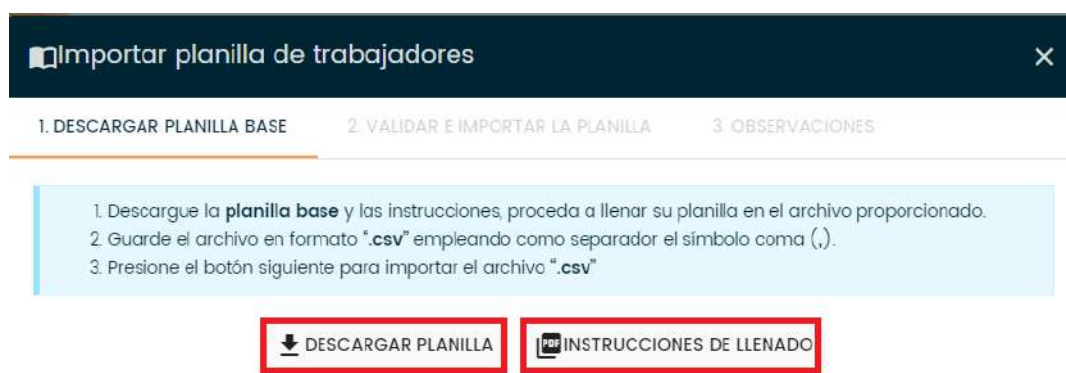 Importar planilla de trabajadores
1. DESCARGAR PLANILLA BASE 2. VALIDAR E IMPORTAR LA PLANILLA 3 OBSERVACIONES
1. Descargue la planilla base y las instrucciones, proceda a llenar su planilla en el archivo proporcionado.
2. Guarde el archivo en formato ".csv" empleando como separador el símbolo coma (,).
3. Presione el botón siguiente para importar el archivo ".csv"
DESCARGAR PLANILLA PDF INSTRUCCIONES DE LLENADO